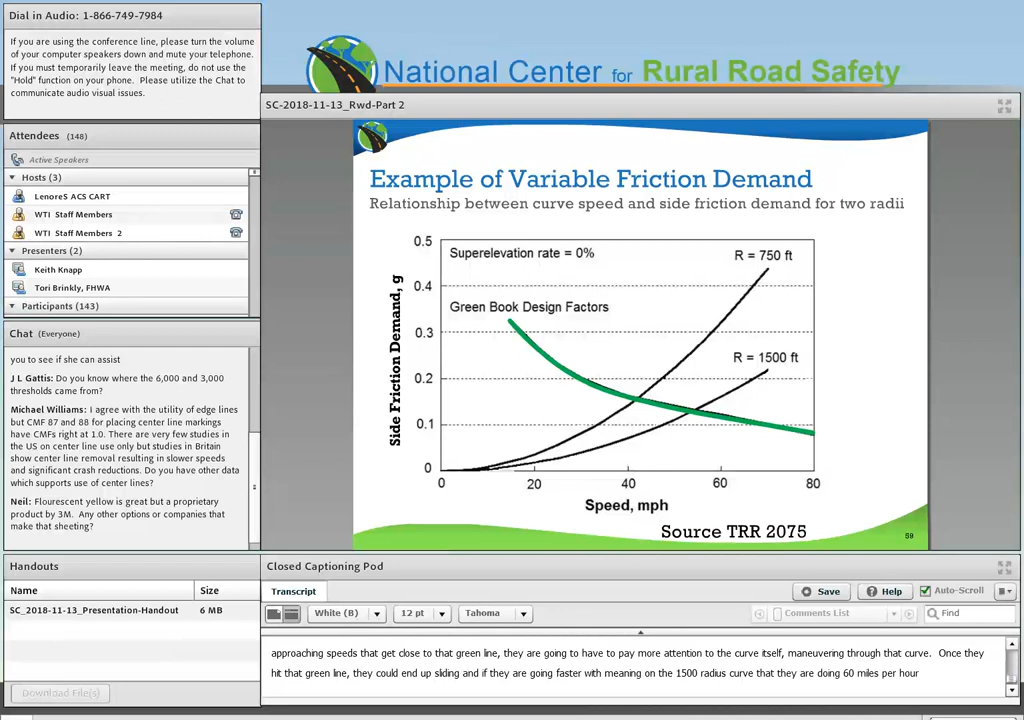 Dial in Audio: 1-866-749-7984
If you are using the conference line, please turn the volume
of your computer speakers down and mute your telephone.
If you must temporarily leave the meeting, do not use the
"Hold" function on your phone.  Please utilize the Chat to
communicate audio visual issues.
National Center for Rural Road Safety
SC-2018-11-13_Rwd-Part 2
Attendees (148)
Active Speakers
Hosts (3)
LenoreS ACS CART
WTI Staff Members
WTI Staff Members 2
Presenters (2)
Keith Knapp
Tori Brinkly, FHWA
Participants (143)
Chat (Everyone)
you to see if she can assist
J L Gattis: Do you know where the 6,000 and 3,000
thresholds came from?
Michael Williams: I agree with the utility of edge lines
but CMF 87 and 88 for placing center line markings
have CMFs right at 1.0. There are very few studies in
the US on center line use only but studies in Britain
show center line removal resulting in slower speeds
and significant crash reductions. Do you have other data
which supports use of center lines?
Neil: Flourescent yellow is great but a proprietary
product by 3M.  Any other options or companies that
make that sheeting?
Example of Variable Friction Demand
Relationship between curve speed and side friction demand for two radii
Side Friction Demand, g
0.5
0.4
0.3
0.2
0.1
0
Superelevation rate = 0%
R = 750 ft
Green Book Design Factors
R = 1500 ft
0 20 40 60 80
Speed, mph
Source TRR 2075
59
Handouts
Name Size
SC_2018-11-13_Presentation-Handout 6 MB
Download File(s)
Closed Captioning Pod
Transcript
Save
Help
Auto-Scroll
White (B)
12 pt
Tahoma
Comments List
Find
approaching speeds that get close to that green line, they are going to have to pay more attention to the curve itself, maneuvering through that curve.  Once they
hit that green line, they could end up sliding and if they are going faster with meaning on the 1500 radius curve that they are doing 60 miles per hour